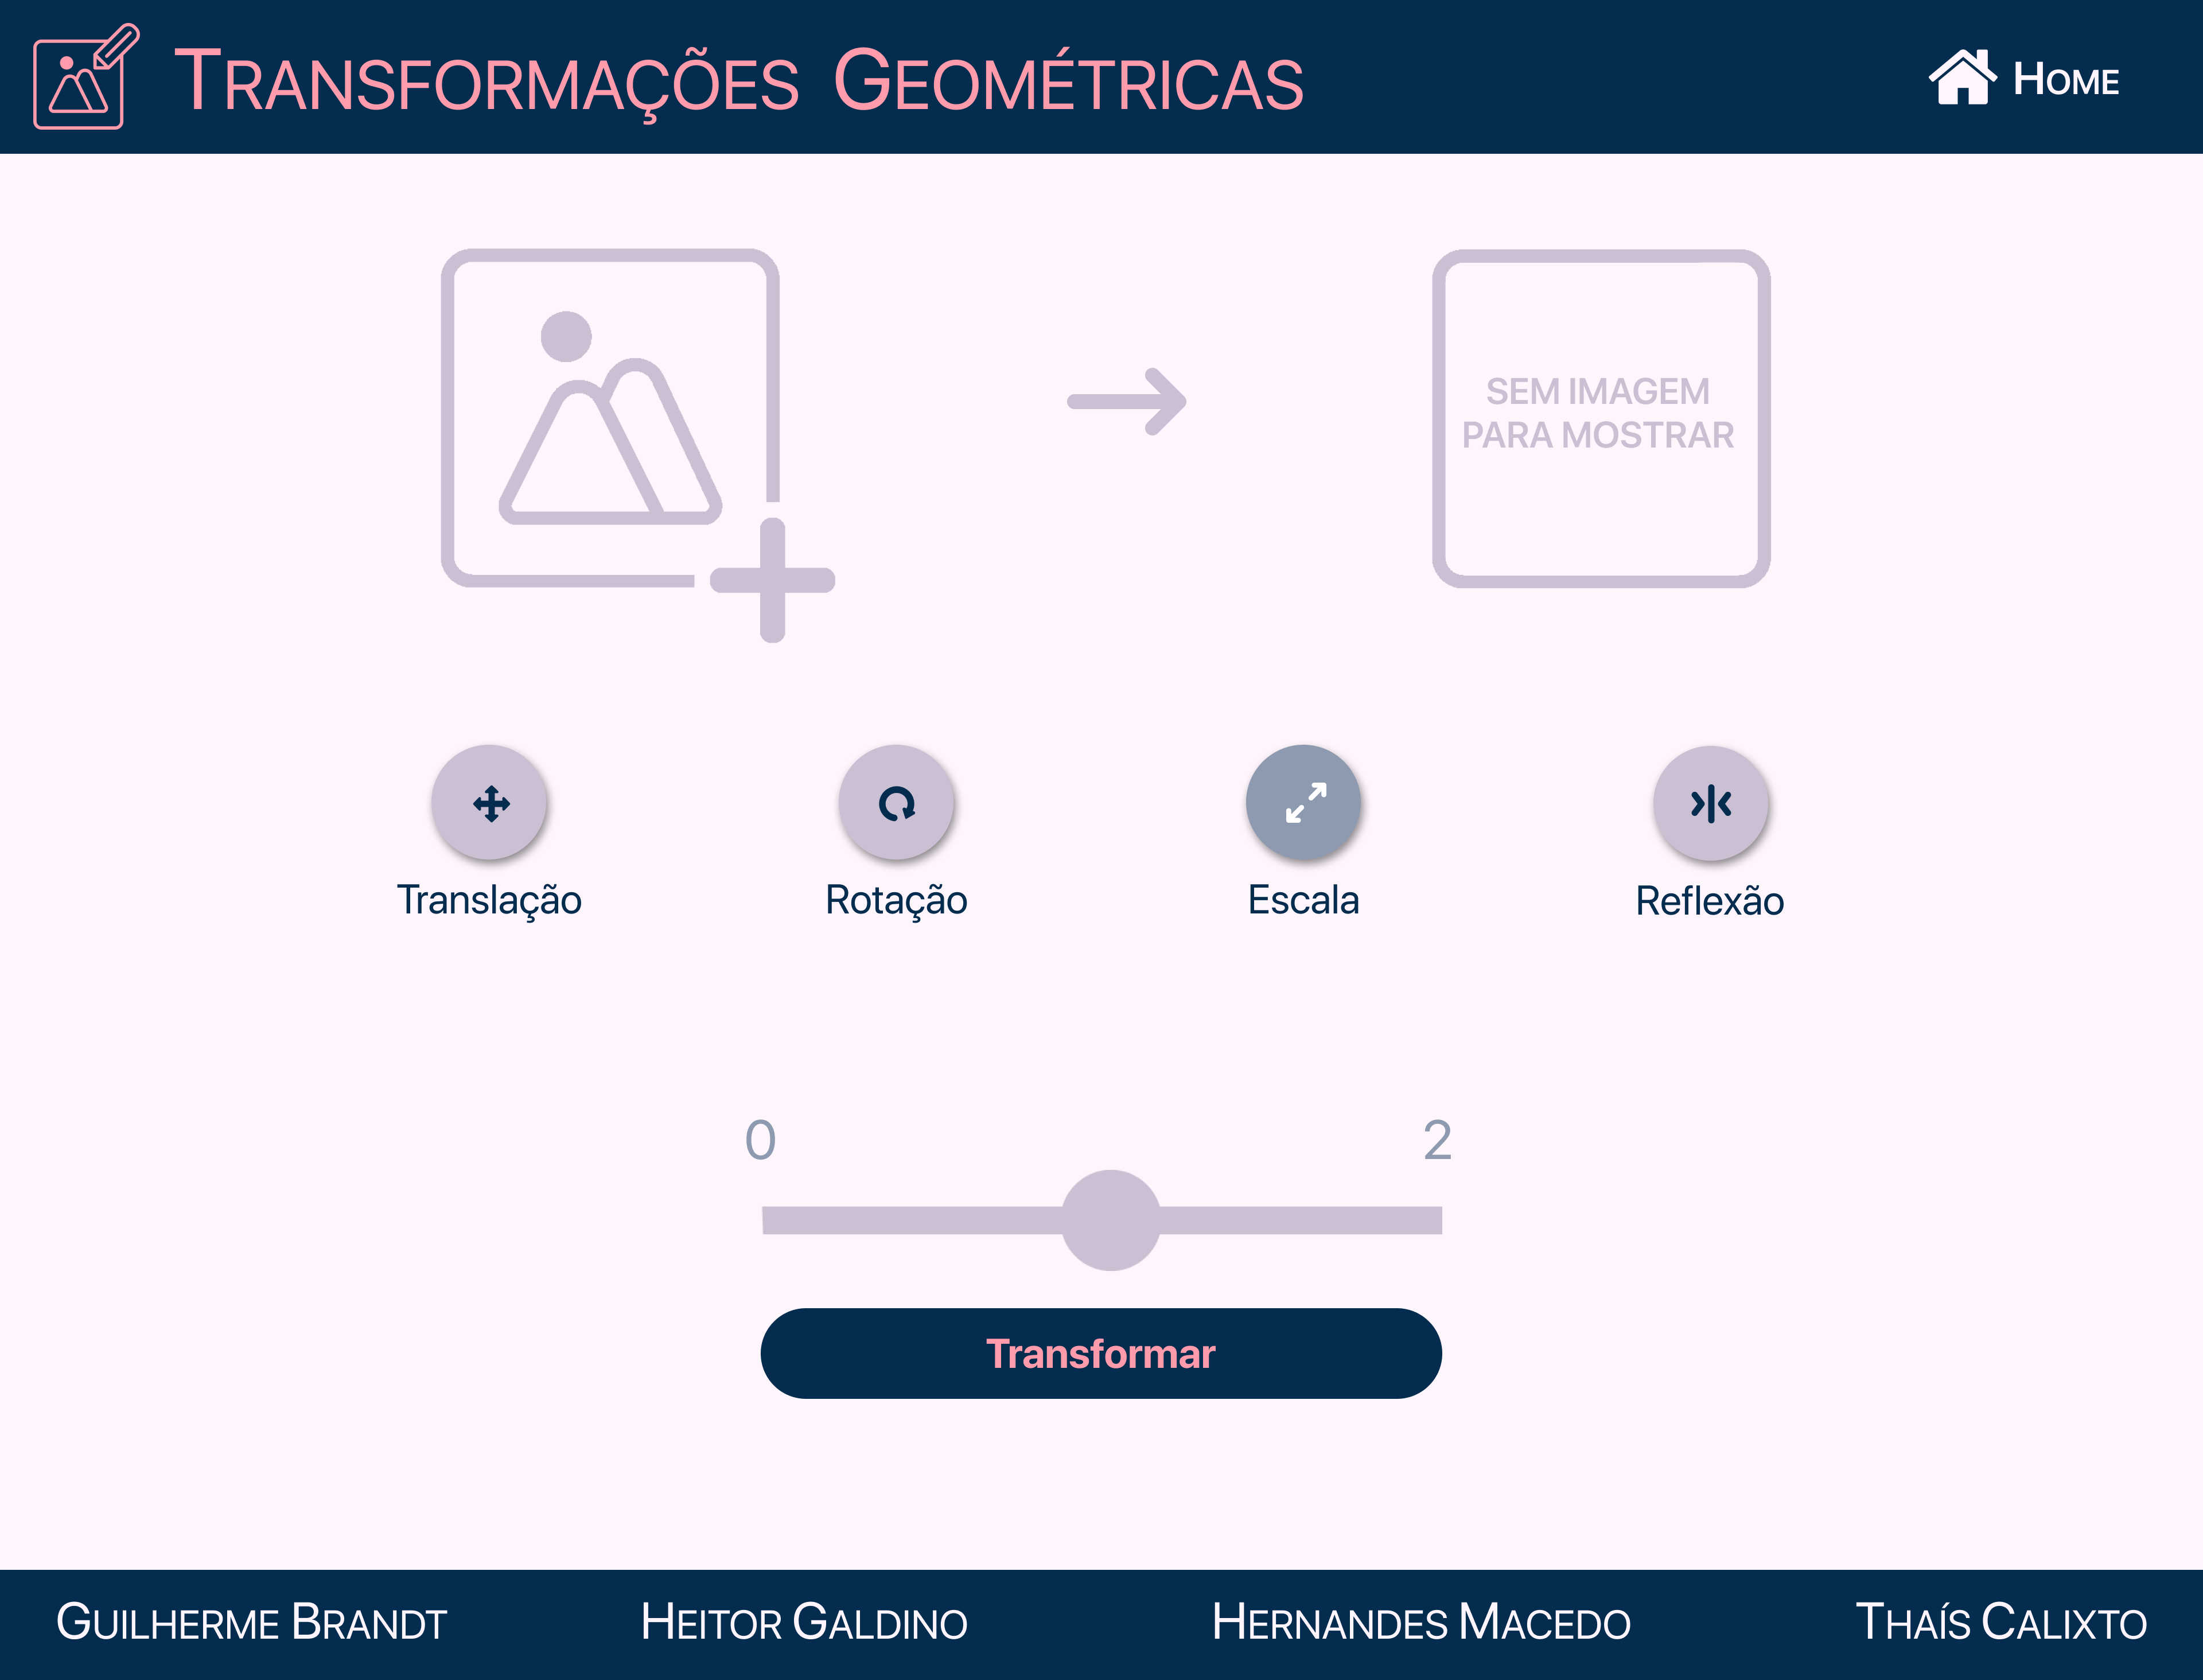 Transformações Geométricas
Home
SEM IMAGEM
PARA MOSTRAR
Translação
Rotação
Escala
Reflexão
0
2
Transformar
Guilherme Brandt
Heitor Galdino
Hernandes Macedo
Thaís Calixto